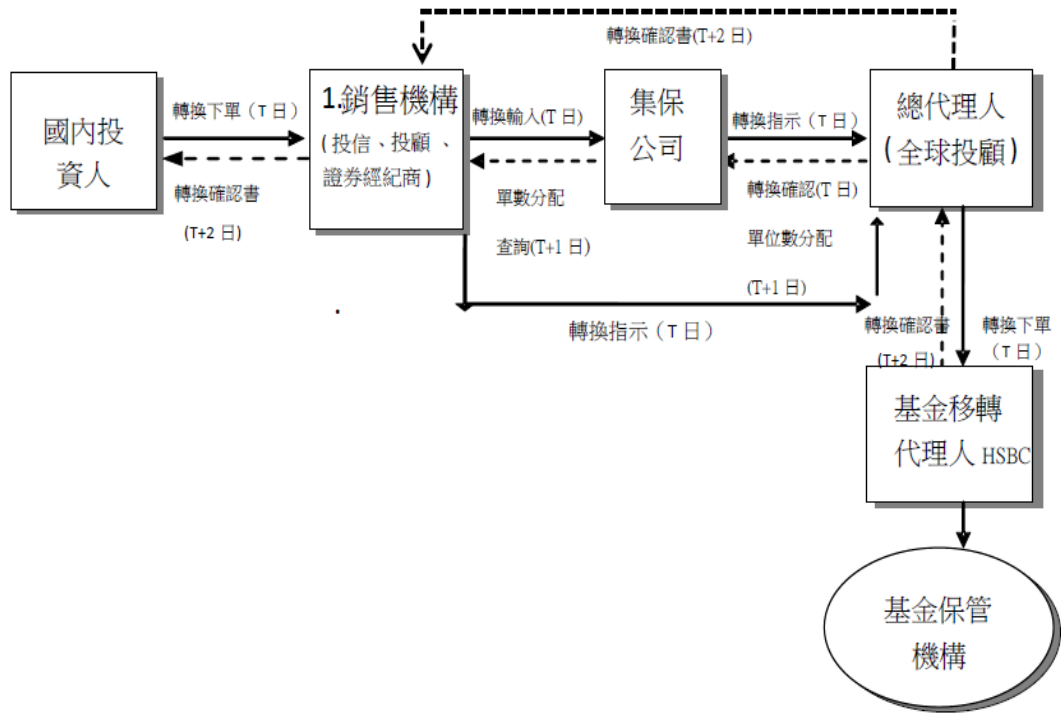 轉換確認書(T+2 日)
國內投
資人
轉換下單（T 日）
轉換確認書
(T+2 日)
1.銷售機構
(投信、投顧 、
證券經紀商)
轉換輸入(T 日)
單數分配
查詢(T+1 日)
集保
公司
轉換指示（T 日）
轉換確認(T 日)
單位數分配
(T+1 日)
總代理人
(全球投顧)
轉換指示（T 日）
轉換確認書
(T+2 日)
轉換下單
（T 日）
基金移轉
代理人 HSBC
基金保管
機構